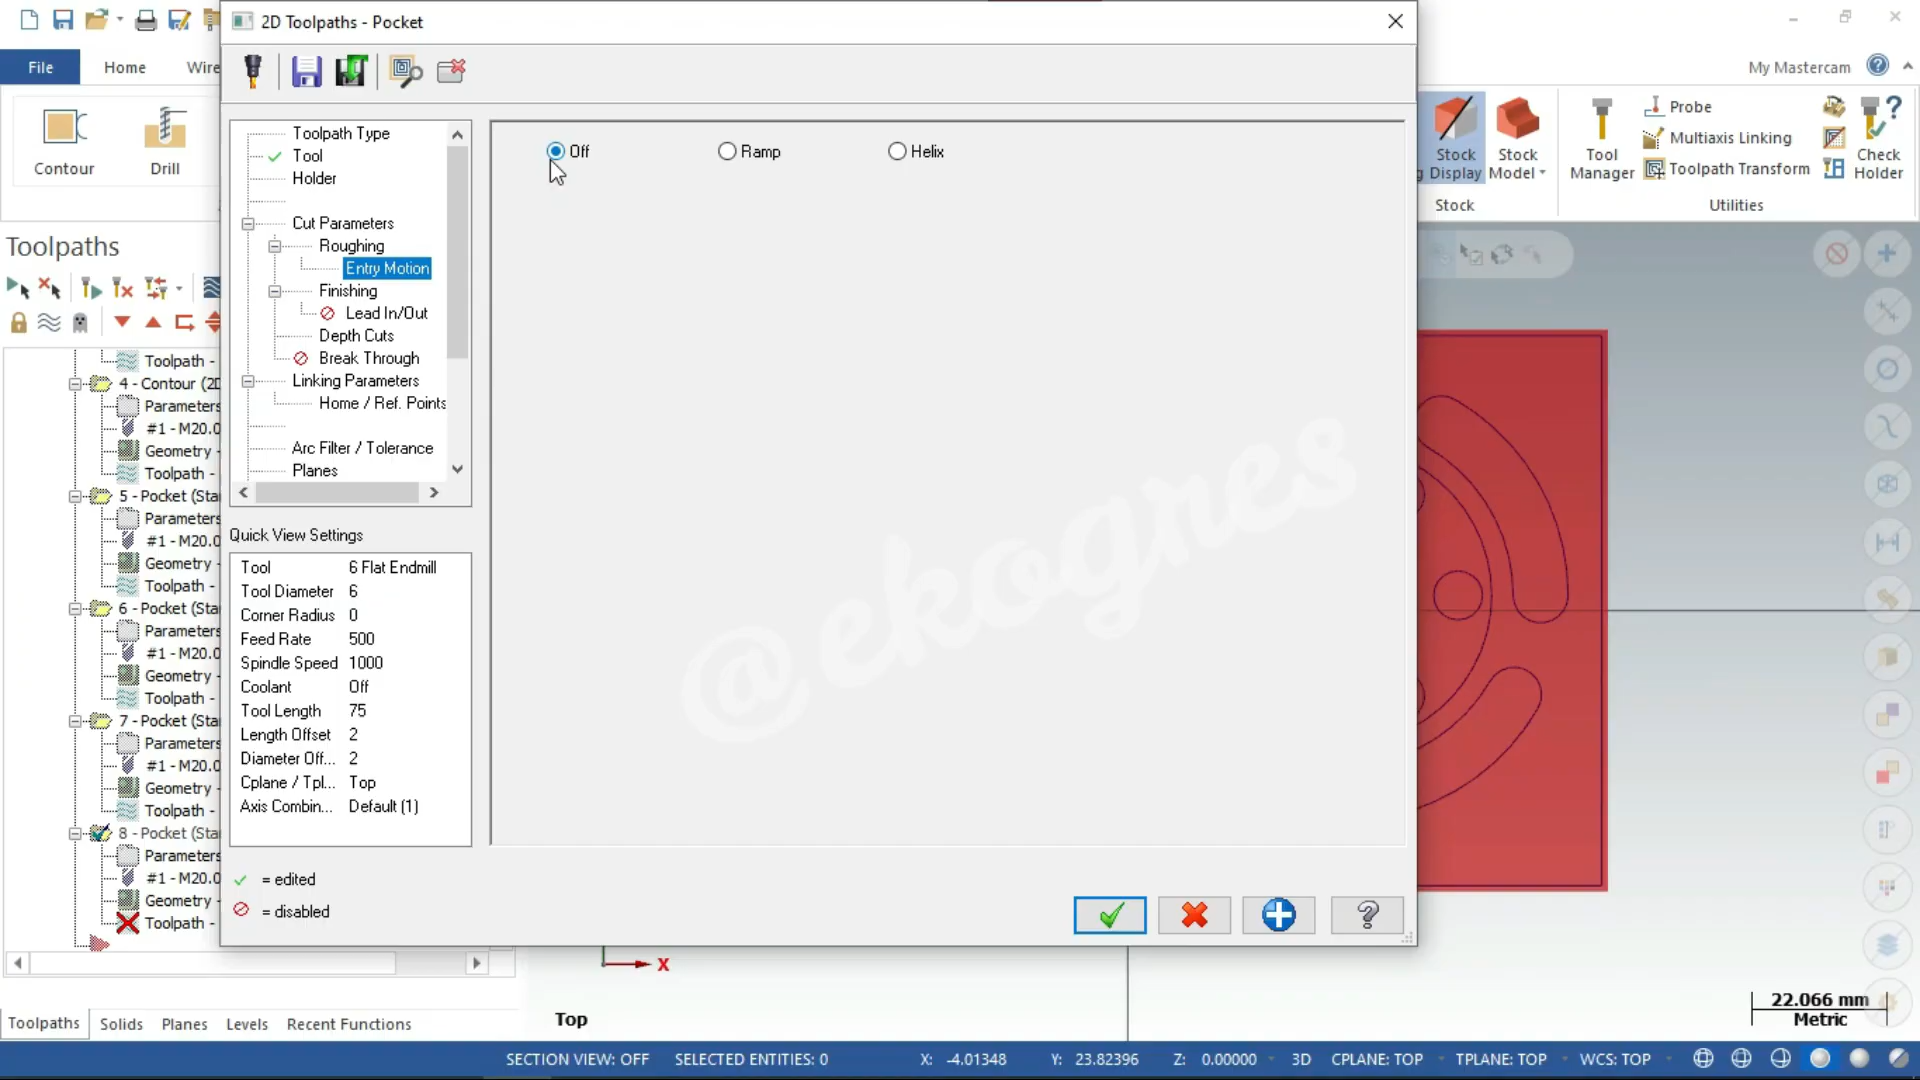 2D Toolpaths - Pocket
File
Home
Wire
My Mastercam
Contour
Drill
Stock
Display
Stock
Model
Stock
Tool
Manager
Probe
Multiaxis Linking
Toolpath Transform
Check
Holder
Utilities
Toolpath Type
Tool
Holder
Cut Parameters
Roughing
Entry Motion
Finishing
Lead In/Out
Depth Cuts
Break Through
Linking Parameters
Home / Ref. Points
Arc Filter / Tolerance
Planes
Off
Ramp
Helix
Toolpaths
Toolpath -
4 - Contour (2D
Parameters
#1 - M20.0
Geometry -
Toolpath -
5 - Pocket (Sta
Parameters
#1 - M20.0
Geometry -
Toolpath -
6 - Pocket (Sta
Parameters
#1 - M20.0
Geometry -
Toolpath -
7 - Pocket (Sta
Parameters
#1 - M20.0
Geometry -
Toolpath -
8 - Pocket (Sta
Parameters
#1 - M20.0
Geometry -
Toolpath -
Quick View Settings
Tool 6 Flat Endmill
Tool Diameter 6
Corner Radius 0
Feed Rate 500
Spindle Speed 1000
Coolant Off
Tool Length 75
Length Offset 2
Diameter Off... 2
Cplane / Tpl... Top
Axis Combin... Default (1)
= edited
= disabled
@ekogres
X
Top
22.066 mm
Metric
Toolpaths
Solids
Planes
Levels
Recent Functions
SECTION VIEW: OFF
SELECTED ENTITIES: 0
X: -4.01348
Y: 23.82396
Z: 0.00000
3D
CPLANE: TOP
TPLANE: TOP
WCS: TOP